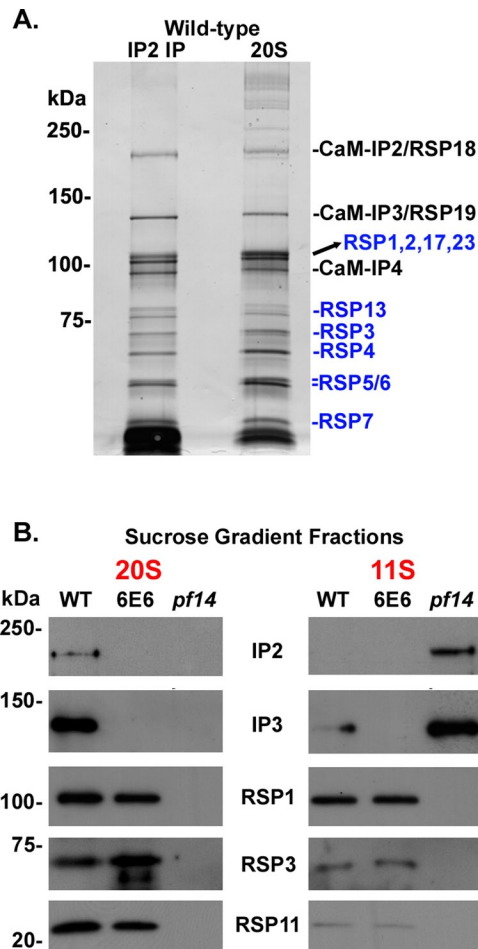 A.
Wild-type
IP2 IP 20S
kDa
250-
-CaM-IP2/RSP18
150-
-CaM-IP3/RSP19
RSP1,2,17,23
100-
-CaM-IP4
75-
-RSP13
-RSP3
-RSP4
=RSP5/6
-RSP7
B.
Sucrose Gradient Fractions
20S 11S
kDa WT 6E6 pf14 WT 6E6 pf14
250-
IP2
150-
IP3
100-
RSP1
75-
RSP3
20-
RSP11